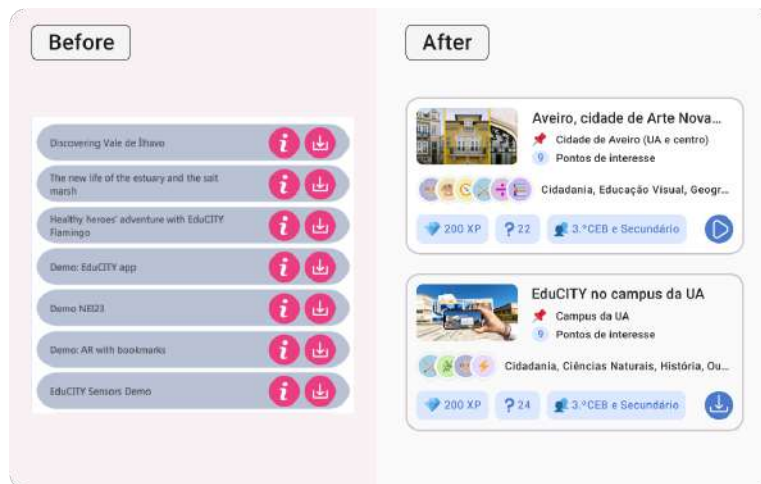 Before
Discovering Vale de Ílhavo
The new life of the estuary and the salt
marsh
Healthy heroes' adventure with EduCITY
Flamingo
Demo: EduCITY app
Demo NEI23
Demo: AR with bookmarks
EduCITY Sensors Demo
After
Aveiro, cidade de Arte Nova...
Cidade de Aveiro (UA e centro)
9 Pontos de interesse
Cidadania, Educação Visual, Geogr...
200 XP ? 22 3.ºCEB e Secundário
EduCITY no campus da UA
Campus da UA
9 Pontos de interesse
Cidadania, Ciências Naturais, História, Ou...
200 XP ? 24 3.ºCEB e Secundário